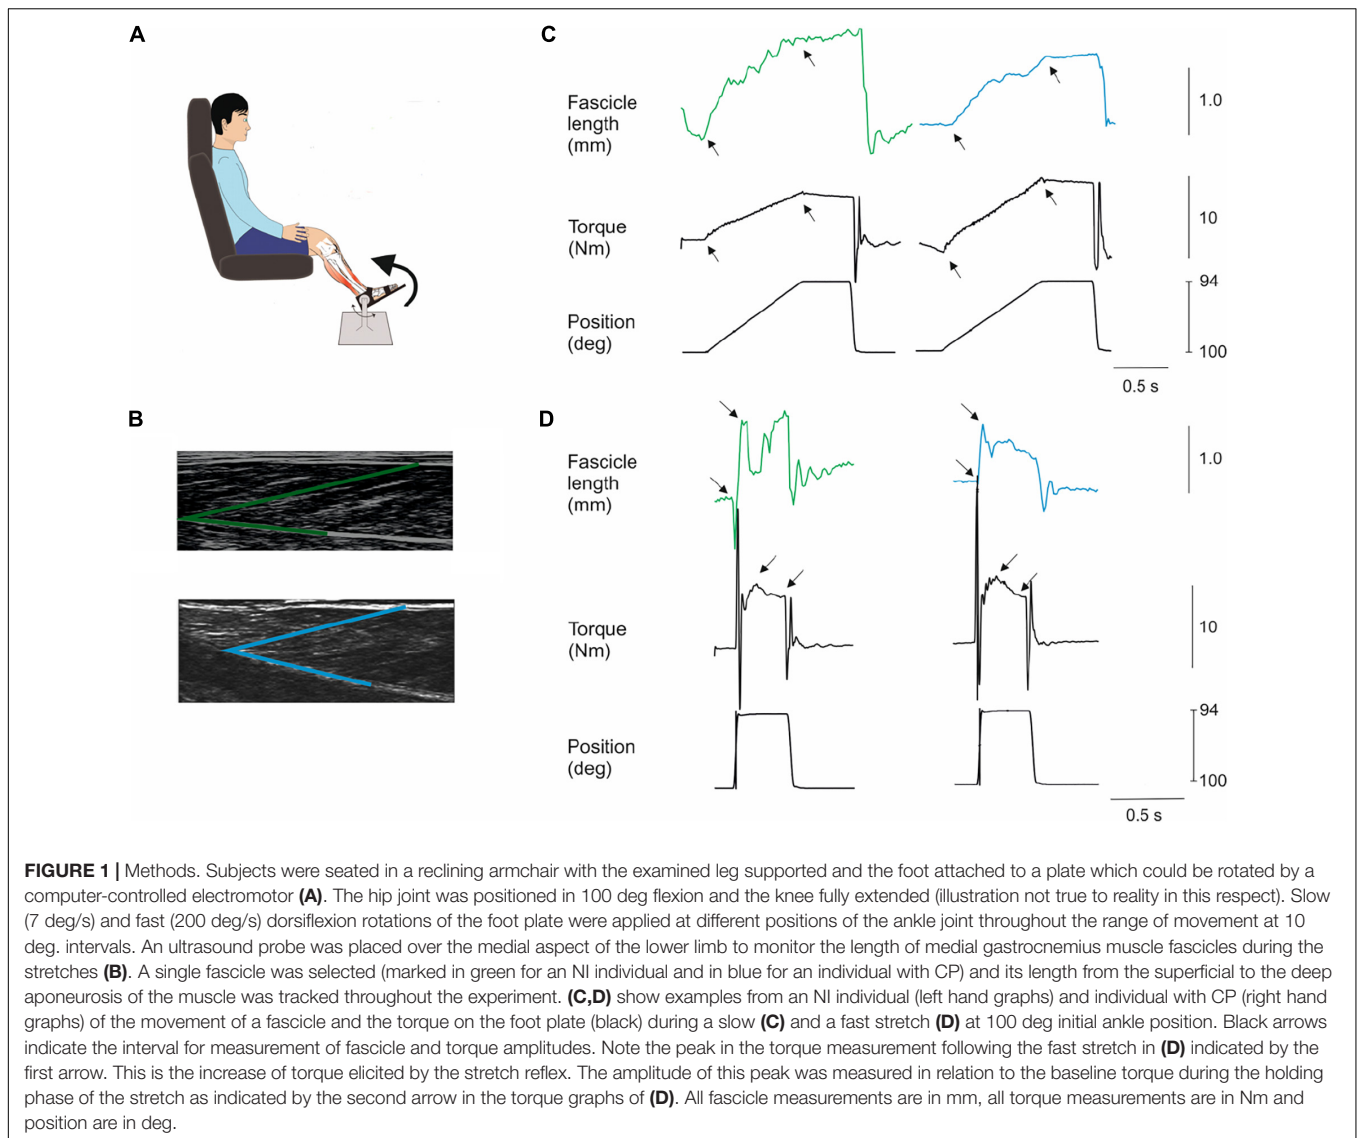 A
C
Fascicle
length
(mm)
1.0
Torque
(Nm)
10
Position
(deg)
94
100
0.5 s
B
D
Fascicle
length
(mm)
1.0
Torque
(Nm)
10
Position
(deg)
94
100
0.5 s
FIGURE 1 | Methods. Subjects were seated in a reclining armchair with the examined leg supported and the foot attached to a plate which could be rotated by a
computer-controlled electromotor (A). The hip joint was positioned in 100 deg flexion and the knee fully extended (illustration not true to reality in this respect). Slow
(7 deg/s) and fast (200 deg/s) dorsiflexion rotations of the foot plate were applied at different positions of the ankle joint throughout the range of movement at 10
deg. intervals. An ultrasound probe was placed over the medial aspect of the lower limb to monitor the length of medial gastrocnemius muscle fascicles during the
stretches (B). A single fascicle was selected (marked in green for an NI individual and in blue for an individual with CP) and its length from the superficial to the deep
aponeurosis of the muscle was tracked throughout the experiment. (C,D) show examples from an NI individual (left hand graphs) and individual with CP (right hand
graphs) of the movement of a fascicle and the torque on the foot plate (black) during a slow (C) and a fast stretch (D) at 100 deg initial ankle position. Black arrows
indicate the interval for measurement of fascicle and torque amplitudes. Note the peak in the torque measurement following the fast stretch in (D) indicated by the
first arrow. This is the increase of torque elicited by the stretch reflex. The amplitude of this peak was measured in relation to the baseline torque during the holding
phase of the stretch as indicated by the second arrow in the torque graphs of (D). All fascicle measurements are in mm, all torque measurements are in Nm and
position are in deg.